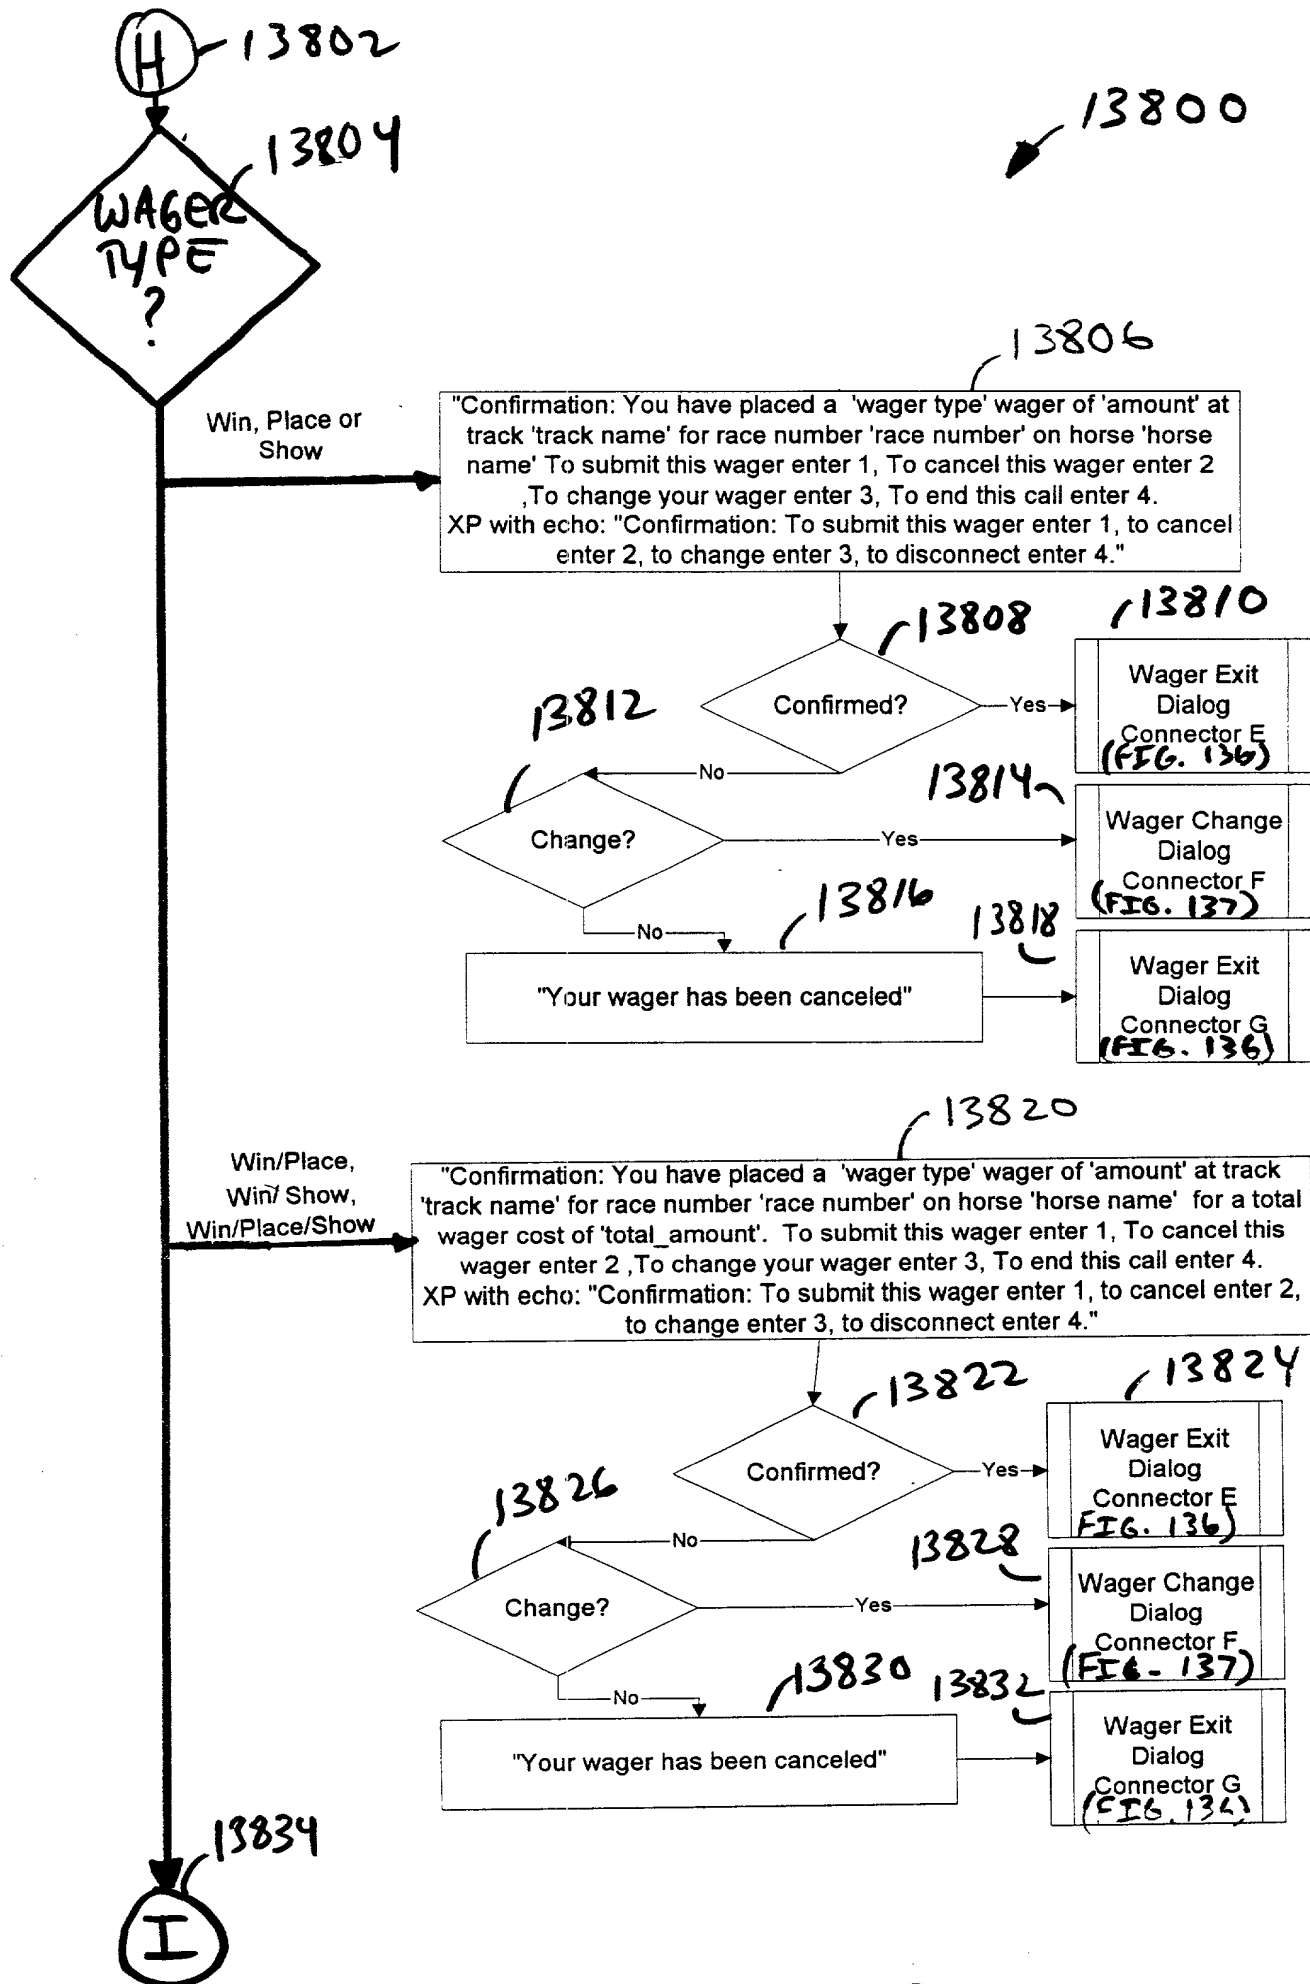 H
13802
13800
13804
WAGER
TYPE
?
13806
Win, Place or
Show
"Confirmation: You have placed a 'wager type' wager of 'amount' at
track 'track name' for race number 'race number' on horse 'horse
name' To submit this wager enter 1, To cancel this wager enter 2
,To change your wager enter 3, To end this call enter 4.
XP with echo: "Confirmation: To submit this wager enter 1, to cancel
enter 2, to change enter 3, to disconnect enter 4."
13808
13810
Confirmed?
Yes
Wager Exit
Dialog
Connector E
(FIG. 136)
13812
No
13814
Change?
Yes
Wager Change
Dialog
Connector F
(FIG. 137)
13816
No
13818
"Your wager has been canceled"
Wager Exit
Dialog
Connector G
(FIG. 136)
13820
Win/Place,
Win/ Show,
Win/Place/Show
"Confirmation: You have placed a 'wager type' wager of 'amount' at track
'track name' for race number 'race number' on horse 'horse name' for a total
wager cost of 'total_amount'. To submit this wager enter 1, To cancel this
wager enter 2 ,To change your wager enter 3, To end this call enter 4.
XP with echo: "Confirmation: To submit this wager enter 1, to cancel enter 2,
to change enter 3, to disconnect enter 4."
13822
13824
Confirmed?
Yes
Wager Exit
Dialog
Connector E
FIG. 136)
13826
No
13828
Change?
Yes
Wager Change
Dialog
Connector F
(FIG. 137)
13830
No
13832
"Your wager has been canceled"
Wager Exit
Dialog
Connector G
(FIG. 136)
13834
I